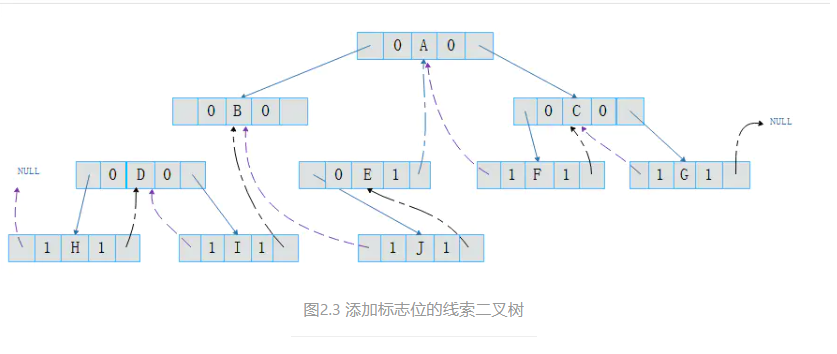 0 A 0
0 B 0
0 C 0
NULL
NULL
0 D 0
0 E 1
1 F 1
1 G 1
1 H 1
1 I 1
1 J 1
图2.3 添加标志位的线索二叉树